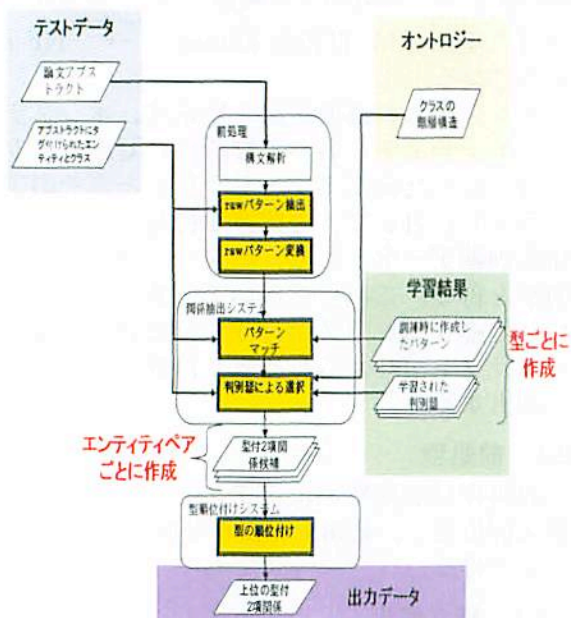 テストデータ
論文アブス
トラクト
アブストラクトにタ
グ付けられたエン
ティティとクラス
オントロジー
クラスの
階層構造
前処理
構文解析
rawパターン抽出
rawパターン変換
関係抽出システム
パターン
マッチ
判別器による選択
学習結果
訓練時に作成し
たパターン
学習された
判別器
型ごとに
作成
エンティティペア
ごとに作成
型付2項関
係候補
型順位付けシステム
型の順位付け
上位の型付
2項関係
出力データ